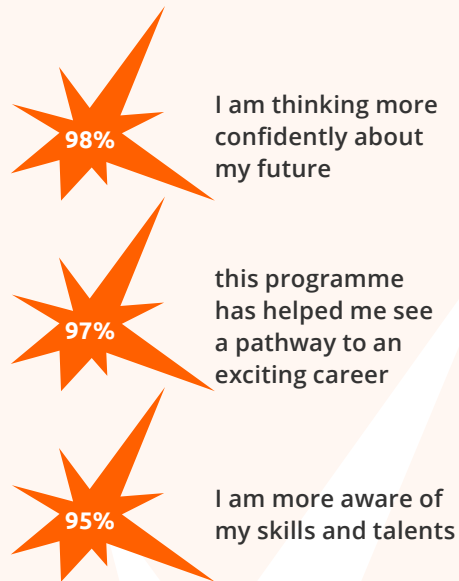 98%
I am thinking more
confidently about
my future
97%
this programme
has helped me see
a pathway to an
exciting career
95%
I am more aware of
my skills and talents